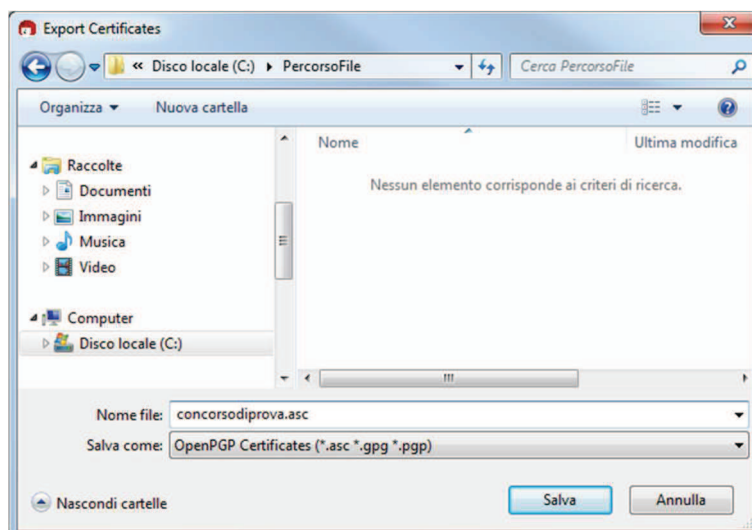 Export Certificates
« Disco locale (C:) ▸ PercorsoFile
Cerca PercorsoFile
Organizza
Nuova cartella
Nome
Ultima modifica
Nessun elemento corrisponde ai criteri di ricerca.
Raccolte
Documenti
Immagini
Musica
Video
Computer
Disco locale (C:)
Nome file: concorsodiprova.asc
Salva come: OpenPGP Certificates (*.asc *.gpg *.pgp)
Nascondi cartelle
Salva
Annulla